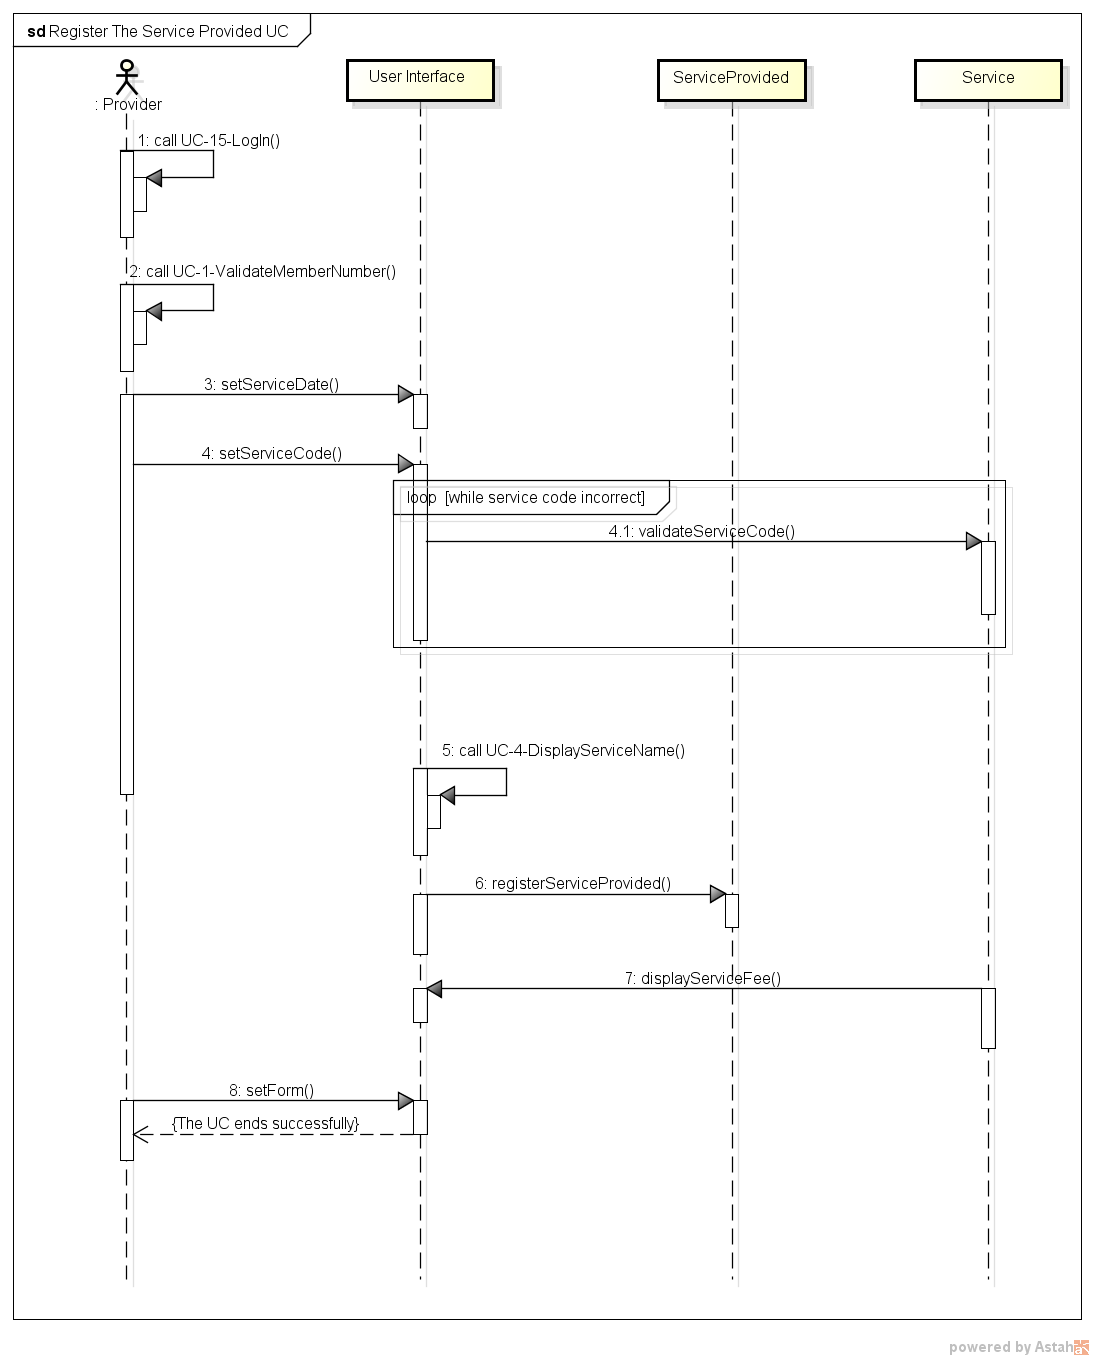 sd Register The Service Provided UC
: Provider
User Interface
ServiceProvided
Service
1: call UC-15-LogIn()
2: call UC-1-ValidateMemberNumber()
3: setServiceDate()
4: setServiceCode()
loop [while service code incorrect]
4.1: validateServiceCode()
5: call UC-4-DisplayServiceName()
6: registerServiceProvided()
7: displayServiceFee()
8: setForm()
{The UC ends successfully}
powered by Astah